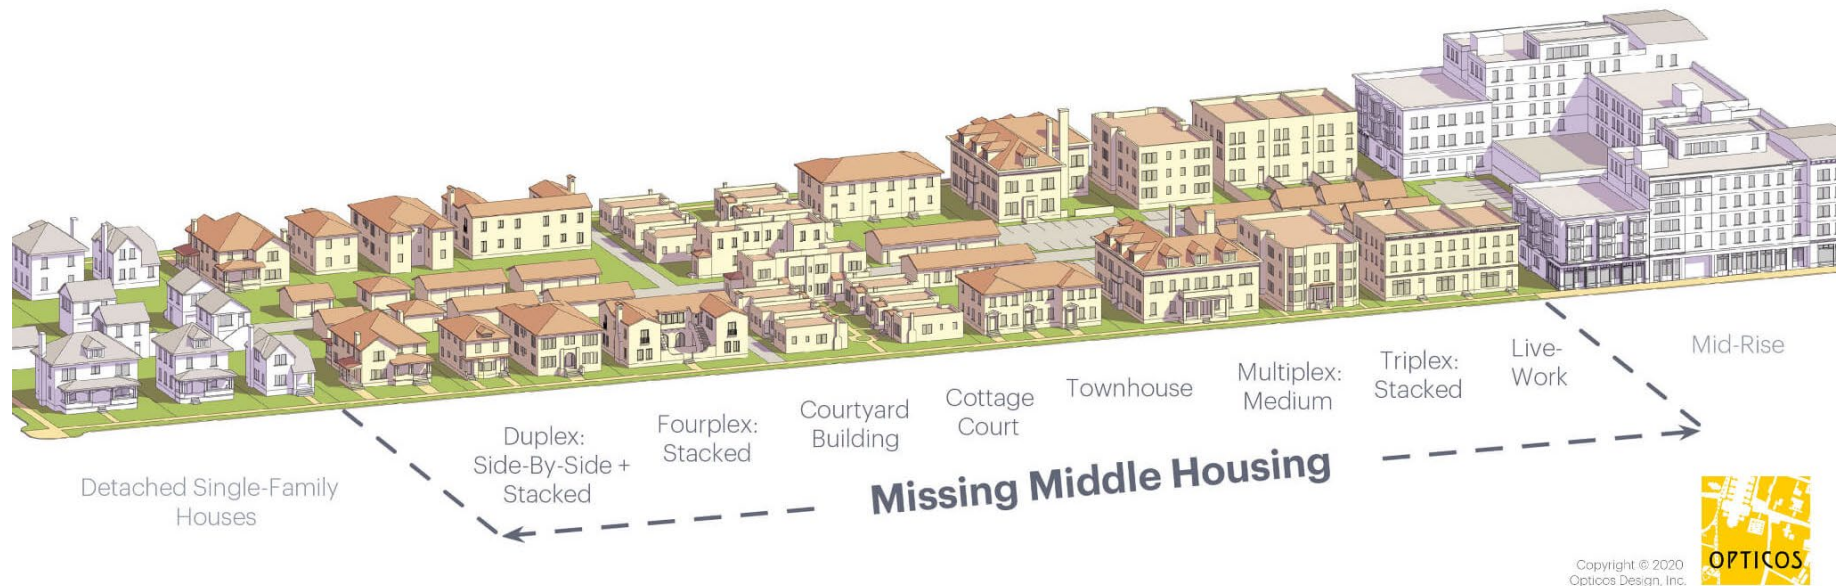 Detached Single-Family
Houses
Duplex:
Side-By-Side +
Stacked
Fourplex:
Stacked
Courtyard
Building
Cottage
Court
Townhouse
Multiplex:
Medium
Triplex:
Stacked
Live-
Work
Mid-Rise
Missing Middle Housing
Copyright © 2020
Opticos Design, Inc.
OPTICOS